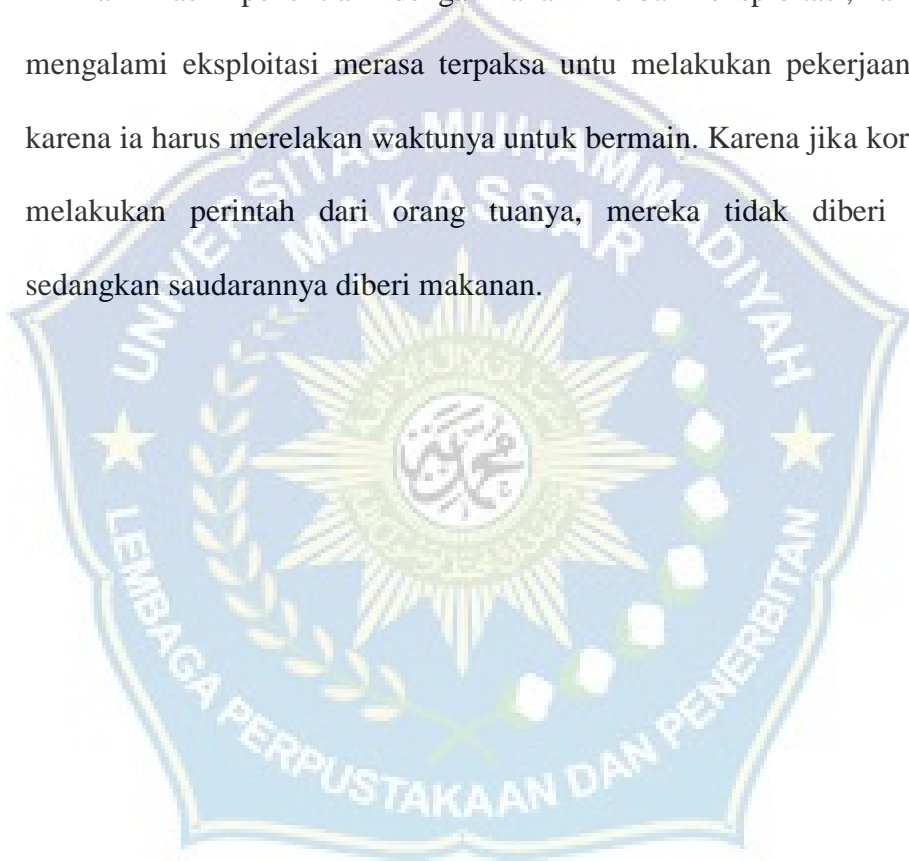 mengalami eksploitasi merasa terpaksa untu melakukan pekerjaan
karena ia harus merelakan waktunya untuk bermain. Karena jika kor
melakukan perintah dari orang tuanya, mereka tidak diberi
sedangkan saudarannya diberi makanan.
UNIVERSITAS MUHAMMADIYAH
MAKASSAR
LEMBAGA PERPUSTAKAAN DAN PENERBITAN